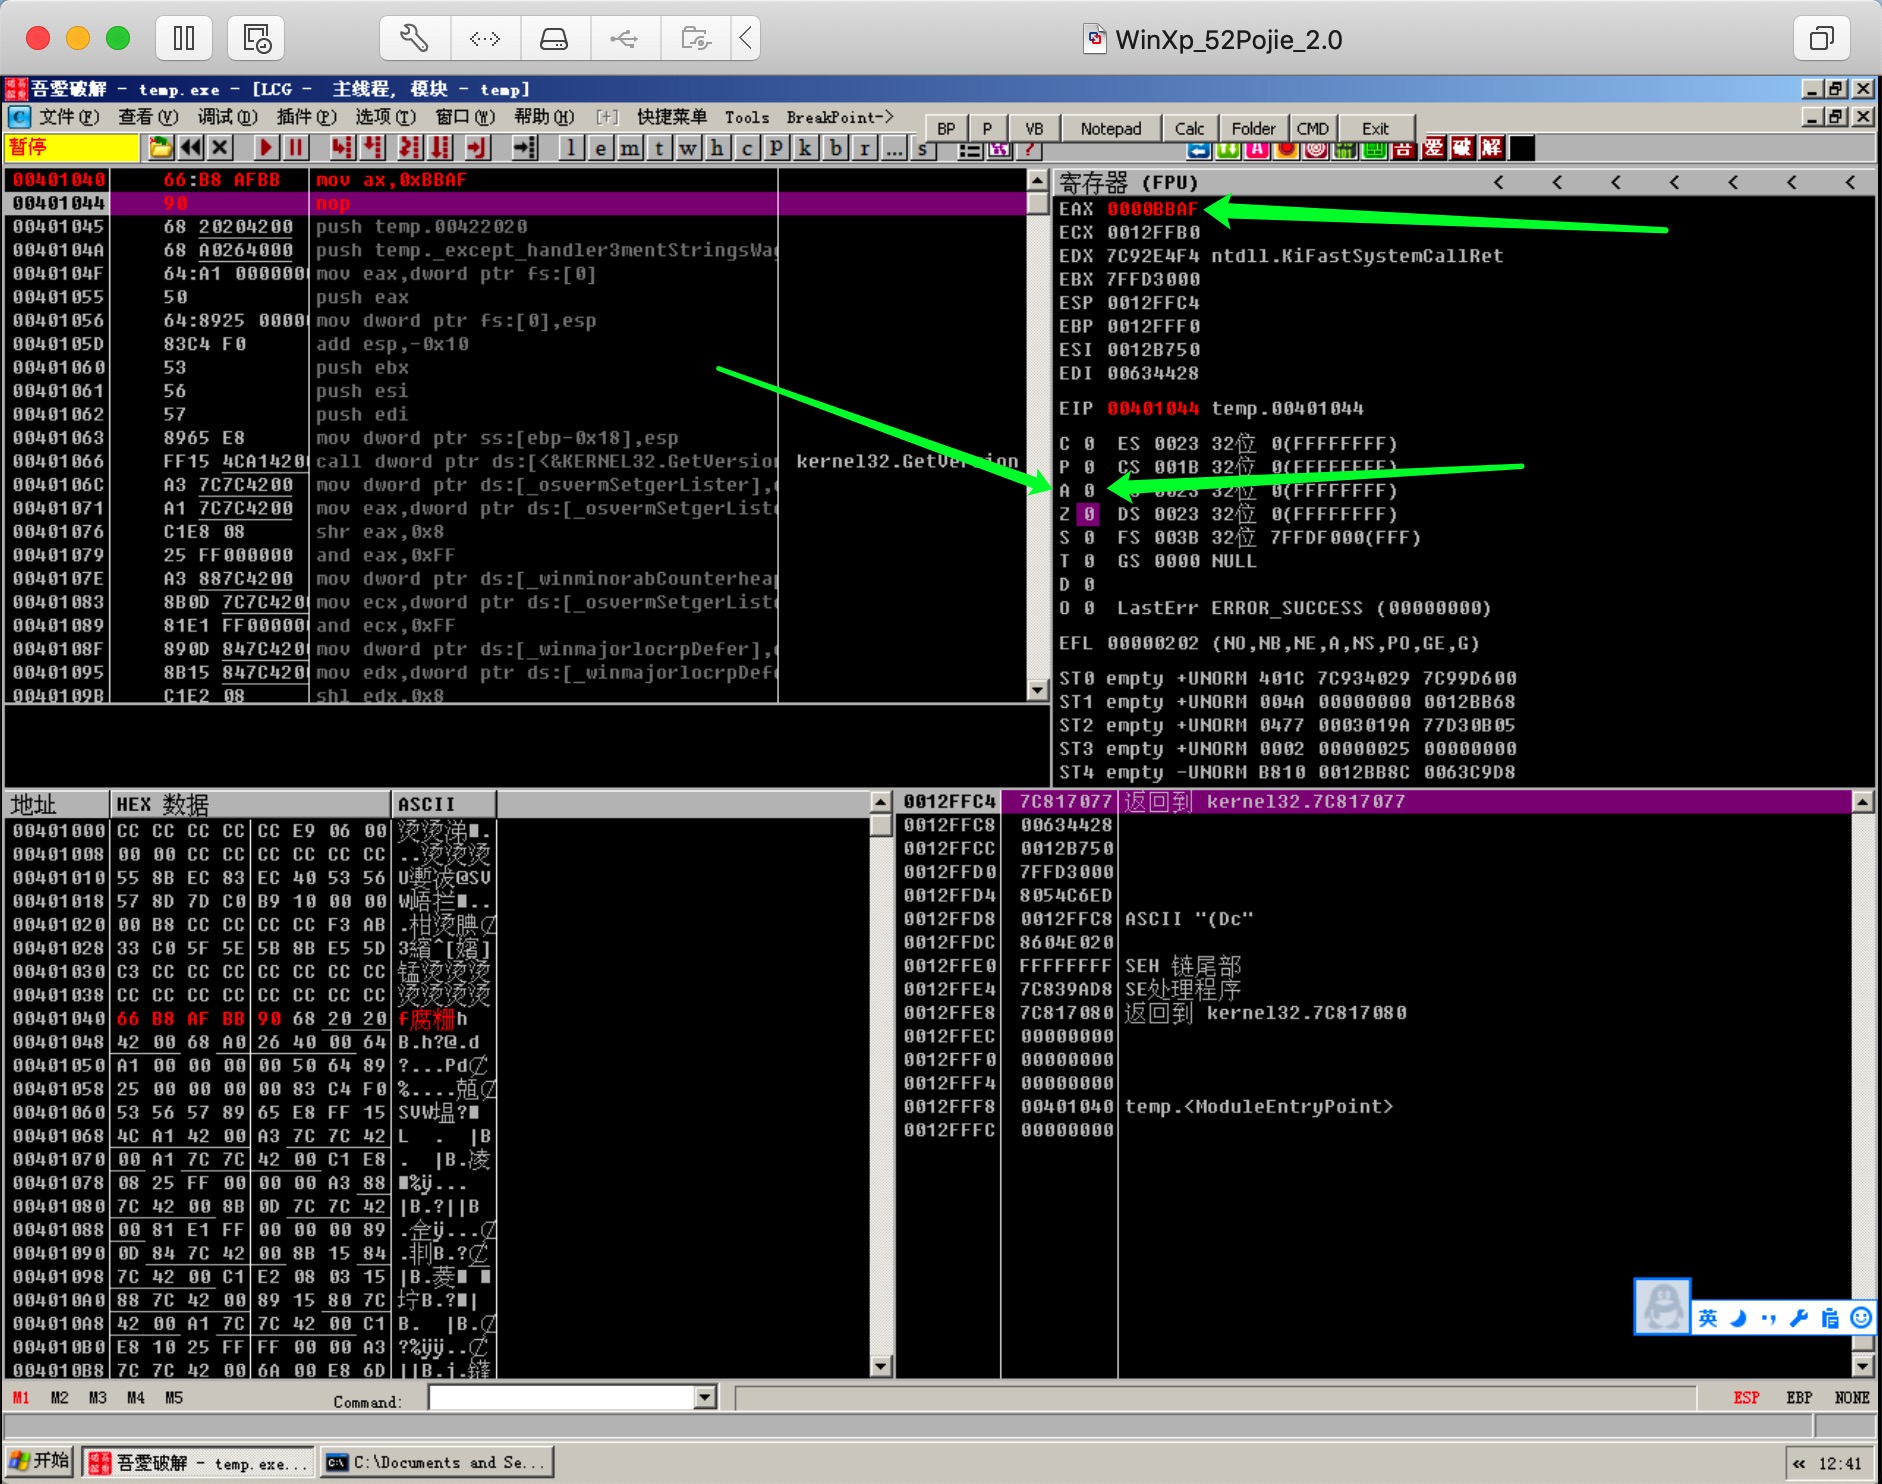 WinXp_52Pojie_2.0
吾愛破解 - temp.exe - [LCG - 主线程, 模块 - temp]
文件(F) 查看(V) 调试(D) 插件(P) 选项(T) 窗口(W) 帮助(H) [+] 快捷菜单 Tools BreakPoint->
BP P VB Notepad Calc Folder CMD Exit
暂停 l e m t w h c P k b r ... s ? 吾 爱 破 解
00401040 66:B8 AFBB mov ax,0xBBAF
00401044 90 nop
00401045 68 20204200 push temp.00422020
0040104A 68 A0264000 push temp._except_handler3mentStringsWa
0040104F 64:A1 0000000 mov eax,dword ptr fs:[0]
00401055 50 push eax
00401056 64:8925 0000 mov dword ptr fs:[0],esp
0040105D 83C4 F0 add esp,-0x10
00401060 53 push ebx
00401061 56 push esi
00401062 57 push edi
00401063 8965 E8 mov dword ptr ss:[ebp-0x18],esp
00401066 FF15 4CA1420 call dword ptr ds:[<&KERNEL32.GetVersion kernel32.GetVersion
0040106C A3 7C7C4200 mov dword ptr ds:[_osvermSetgerLister],
00401071 A1 7C7C4200 mov eax,dword ptr ds:[_osvermSetgerList
00401076 C1E8 08 shr eax,0x8
00401079 25 FF000000 and eax,0xFF
0040107E A3 887C4200 mov dword ptr ds:[_winminorabCounterhea
00401083 8B0D 7C7C420 mov ecx,dword ptr ds:[_osvermSetgerList
00401089 81E1 FF00000 and ecx,0xFF
0040108F 890D 847C420 mov dword ptr ds:[_winmajorlocrpDefer],
00401095 8B15 847C420 mov edx,dword ptr ds:[_winmajorlocrpDef
0040109B C1E2 08 shl edx,0x8
寄存器 (FPU) < < < < < < <
EAX 0000BBAF
ECX 0012FFB0
EDX 7C92E4F4 ntdll.KiFastSystemCallRet
EBX 7FFD3000
ESP 0012FFC4
EBP 0012FFF0
ESI 0012B750
EDI 00634428
EIP 00401044 temp.00401044
C 0 ES 0023 32位 0(FFFFFFFF)
P 0 CS 001B 32位 0(FFFFFFFF)
A 0 0023 32位 0(FFFFFFFF)
Z 0 DS 0023 32位 0(FFFFFFFF)
S 0 FS 003B 32位 7FFDF000(FFF)
T 0 GS 0000 NULL
D 0
O 0 LastErr ERROR_SUCCESS (00000000)
EFL 00000202 (NO,NB,NE,A,NS,PO,GE,G)
ST0 empty +UNORM 401C 7C934029 7C99D600
ST1 empty +UNORM 004A 00000000 0012BB68
ST2 empty +UNORM 0477 0003019A 77D30B05
ST3 empty +UNORM 0002 00000025 00000000
ST4 empty -UNORM B810 0012BB8C 0063C9D8
地址 HEX 数据 ASCII
00401000 CC CC CC CC CC E9 06 00 烫烫涕.
00401008 00 00 CC CC CC CC CC CC ..烫烫烫
00401010 55 8B EC 83 EC 40 53 56
00401018 57 8D 7D C0 B9 10 00 00
00401020 00 B8 CC CC CC CC F3 AB
00401028 33 C0 5F 5E 5B 8B E5 5D
00401030 C3 CC CC CC CC CC CC CC 锰烫烫烫
00401038 CC CC CC CC CC CC CC CC 烫烫烫烫
00401040 66 B8 AF BB 90 68 20 20 f腐粣h
00401048 42 00 68 A0 26 40 00 64 B.h?@.d
00401050 A1 00 00 00 00 50 64 89 ?...Pd
00401058 25 00 00 00 00 83 C4 F0 %....
00401060 53 56 57 89 65 E8 FF 15
00401068 4C A1 42 00 A3 7C 7C 42 L . |B
00401070 00 A1 7C 7C 42 00 C1 E8 . |B.凌
00401078 08 25 FF 00 00 00 A3 88 %ÿ...
00401080 7C 42 00 8B 0D 7C 7C 42 |B.?||B
00401088 00 81 E1 FF 00 00 00 89
00401090 0D 84 7C 42 00 8B 15 84
00401098 7C 42 00 C1 E2 08 03 15 |B.菱
004010A0 88 7C 42 00 89 15 80 7C
004010A8 42 00 A1 7C 7C 42 00 C1 B. |B.
004010B0 E8 10 25 FF FF 00 00 A3 ?%ÿÿ..
004010B8 7C 7C 42 00 6A 00 E8 6D ||B.j.
0012FFC4 7C817077 返回到 kernel32.7C817077
0012FFC8 00634428
0012FFCC 0012B750
0012FFD0 7FFD3000
0012FFD4 8054C6ED
0012FFD8 0012FFC8 ASCII "(Dc"
0012FFDC 8604E020
0012FFE0 FFFFFFFF SEH 链尾部
0012FFE4 7C839AD8 SE处理程序
0012FFE8 7C817080 返回到 kernel32.7C817080
0012FFEC 00000000
0012FFF0 00000000
0012FFF4 00000000
0012FFF8 00401040 temp.<ModuleEntryPoint>
0012FFFC 00000000
英
M1 M2 M3 M4 M5 Command: ESP EBP NONE
开始 吾愛破解 - temp.exe... C:\Documents and Se... « 12:41